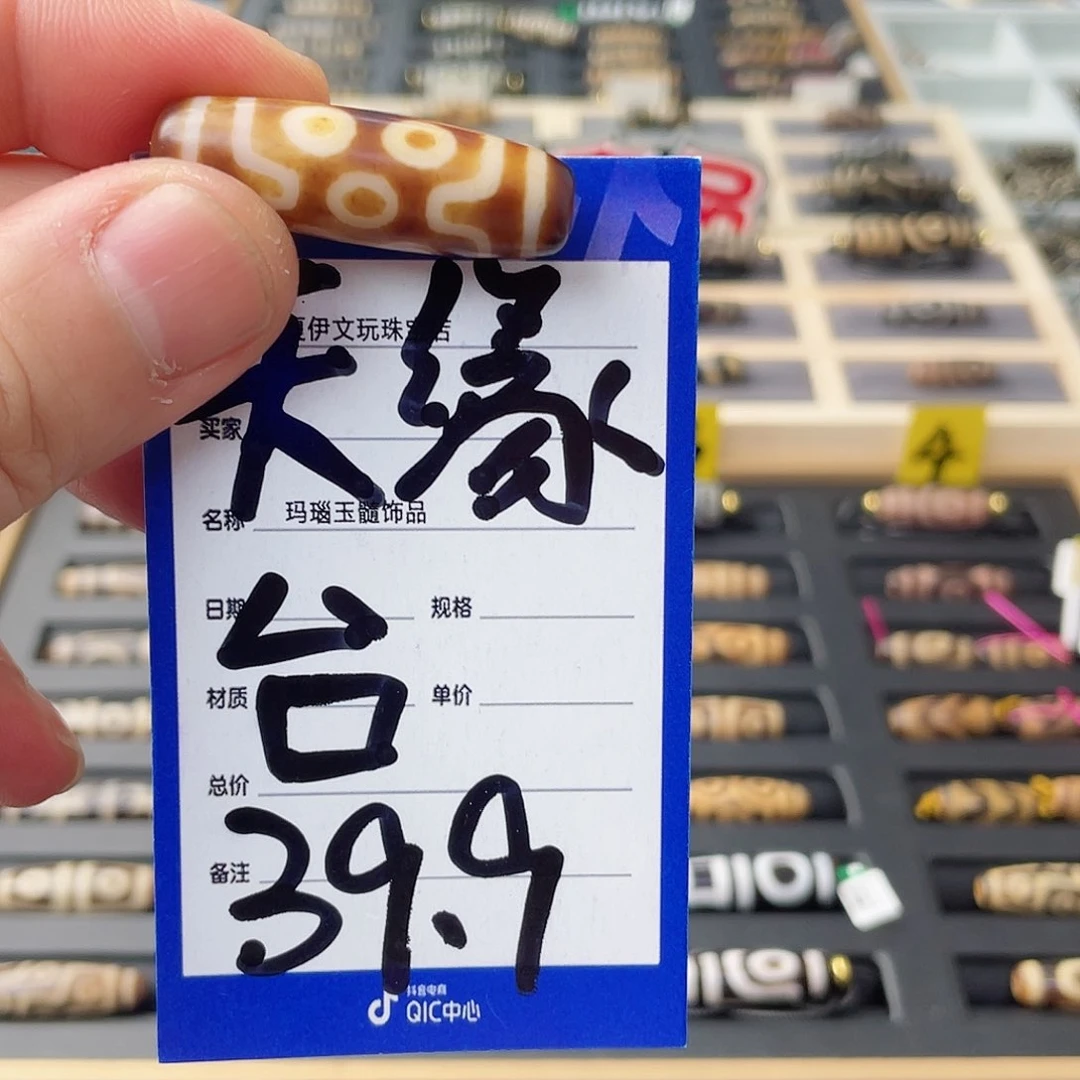 天缘
伊文玩珠宝店
买家
名称 玛瑙玉髓饰品
日期 规格
台
材质 单价
总价
39.9
备注
抖音电商
QIC中心